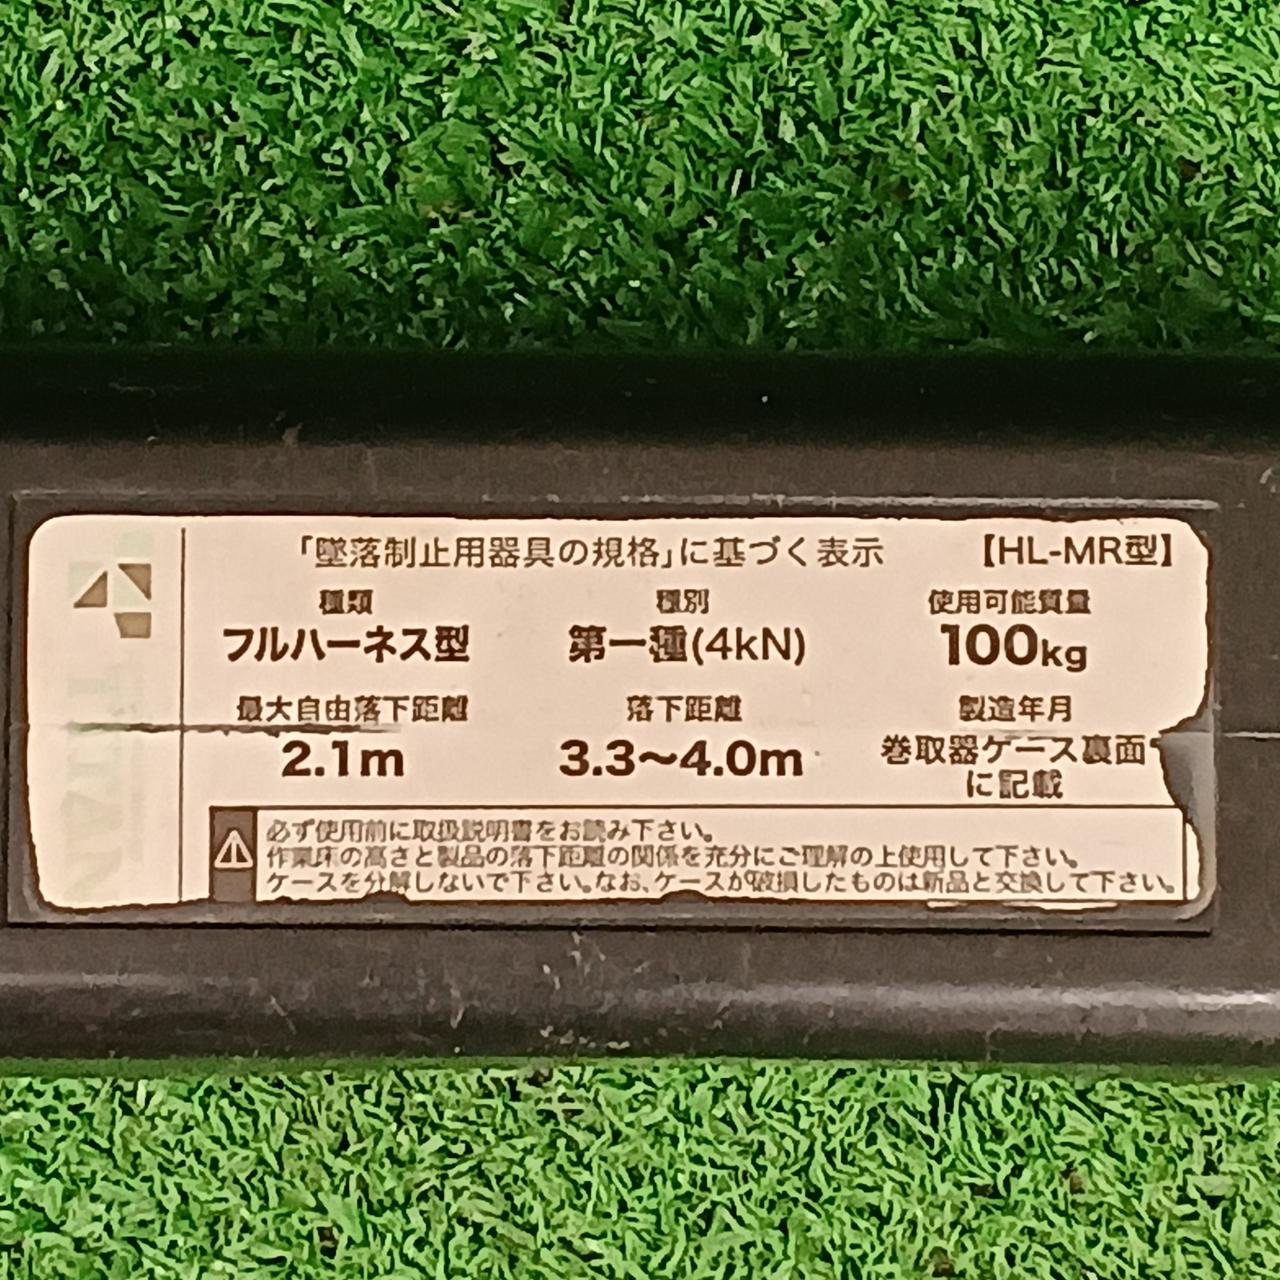 「墜落制止用器具の規格」に基づく表示 【HL-MR型】
種類 種別 使用可能質量
フルハーネス型 第一種(4kN) 100kg
最大自由落下距離 落下距離 製造年月
2.1m 3.3～4.0m 巻取器ケース裏面に記載
必ず使用前に取扱説明書をお読み下さい。
作業床の高さと製品の落下距離の関係を充分にご理解の上使用して下さい。
ケースを分解しないで下さい。なお、ケースが破損したものは新品と交換して下さい。
TITAN